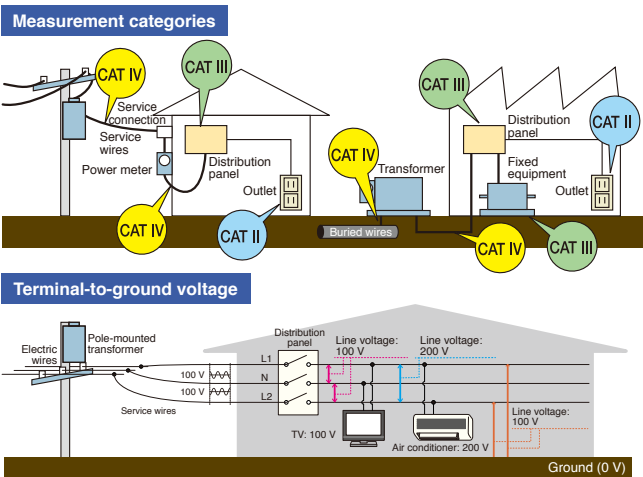 Measurement categories
CAT IV
CAT III
Service
connection
Service
wires
Power meter
Distribution
panel
Outlet
CAT IV
CAT II
CAT III
Distribution
panel
CAT II
CAT IV
Transformer
Fixed
equipment
Outlet
Buried wires
CAT IV
CAT III
Terminal-to-ground voltage
Pole-mounted
transformer
Electric
wires
Distribution
panel
Line voltage:
100 V
Line voltage:
200 V
L1
100 V
N
100 V
L2
Service wires
TV: 100 V
Air conditioner: 200 V
Line voltage:
100 V
Ground (0 V)